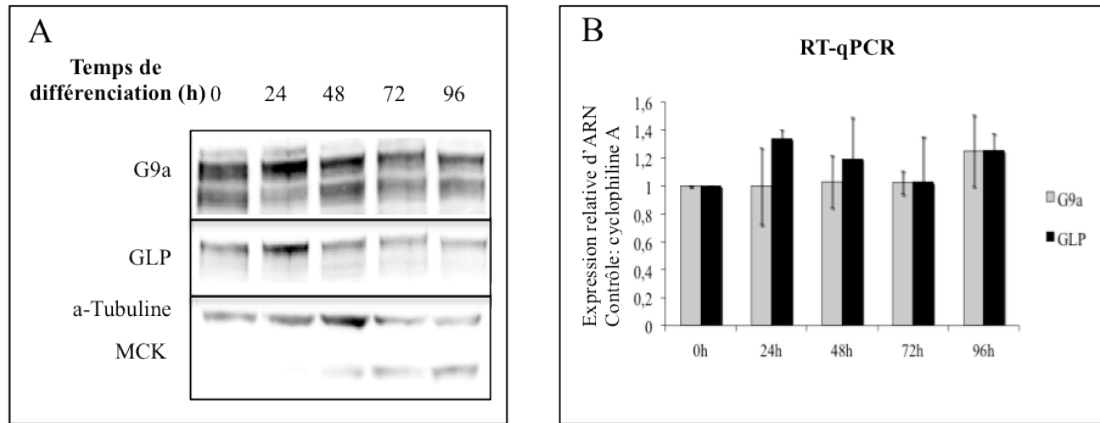 A
Temps de
différenciation (h) 0 24 48 72 96
G9a
GLP
a-Tubuline
MCK
B
RT-qPCR
Expression relative d'ARN
Contrôle: cyclophiline A
1,6
1,4
1,2
1
0,8
0,6
0,4
0,2
0
0h 24h 48h 72h 96h
G9a
GLP